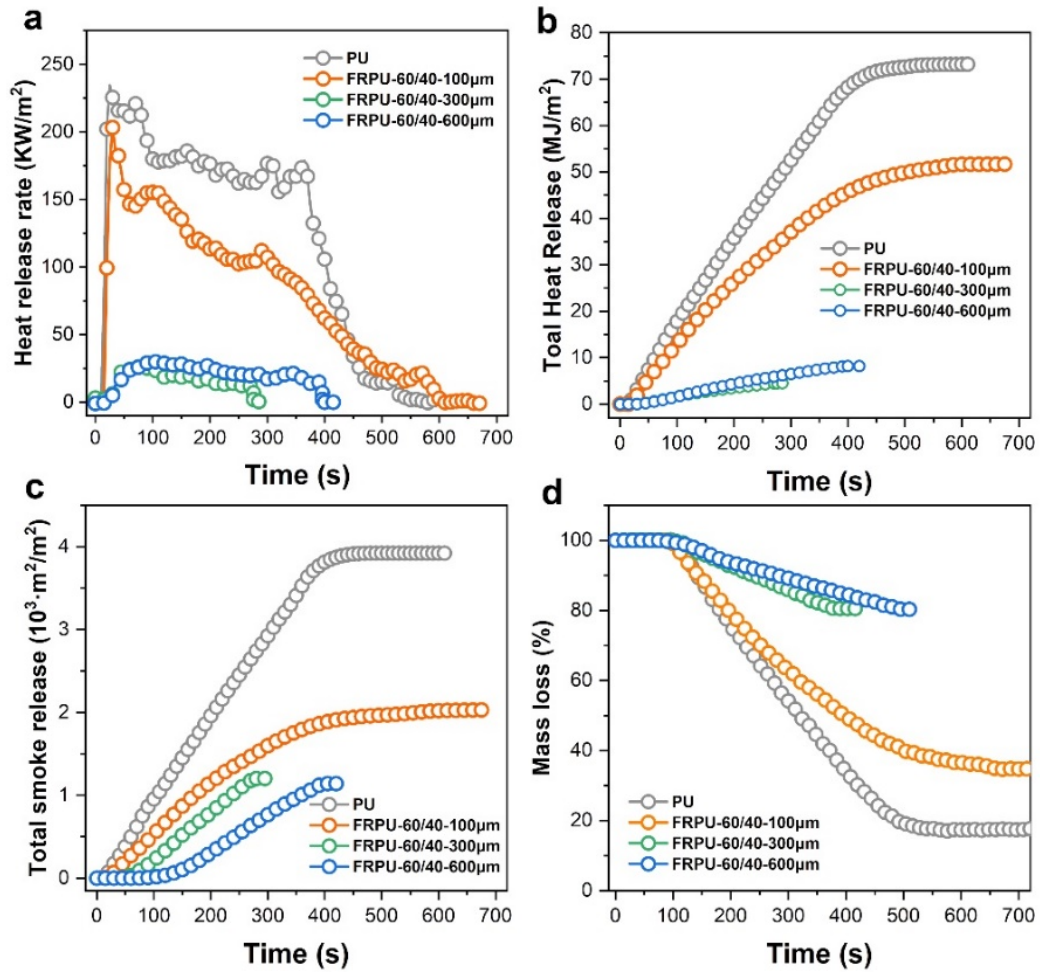 a
Heat release rate (KW/m²)
250
200
150
100
50
0
PU
FRPU-60/40-100μm
FRPU-60/40-300μm
FRPU-60/40-600μm
0 100 200 300 400 500 600 700
Time (s)
b
Toal Heat Release (MJ/m²)
80
70
60
50
40
30
20
10
0
PU
FRPU-60/40-100μm
FRPU-60/40-300μm
FRPU-60/40-600μm
0 100 200 300 400 500 600 700
Time (s)
c
Total smoke release (10³·m²/m²)
4
3
2
1
0
PU
FRPU-60/40-100μm
FRPU-60/40-300μm
FRPU-60/40-600μm
0 100 200 300 400 500 600 700
Time (s)
d
Mass loss (%)
100
80
60
40
20
0
PU
FRPU-60/40-100μm
FRPU-60/40-300μm
FRPU-60/40-600μm
0 100 200 300 400 500 600 700
Time (s)